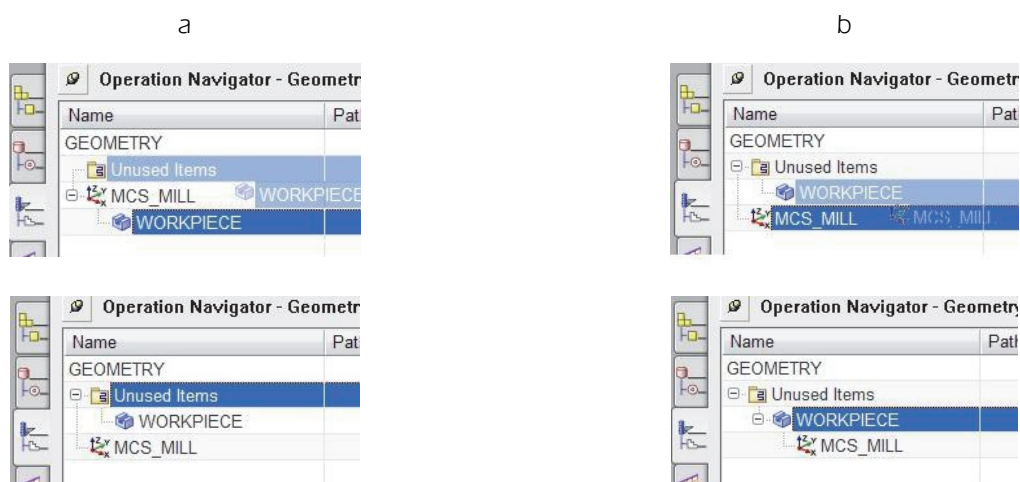 a
b
Operation Navigator - Geometr
Name Pat
GEOMETRY
Unused Items
MCS_MILL WORKPIECE
WORKPIECE
Operation Navigator - Geometry
Name Pat
GEOMETRY
Unused Items
WORKPIECE
MCS_MILL MCS_MILL
Operation Navigator - Geometr
Name Pat
GEOMETRY
Unused Items
WORKPIECE
MCS_MILL
Operation Navigator - Geometry
Name Path
GEOMETRY
Unused Items
WORKPIECE
MCS_MILL